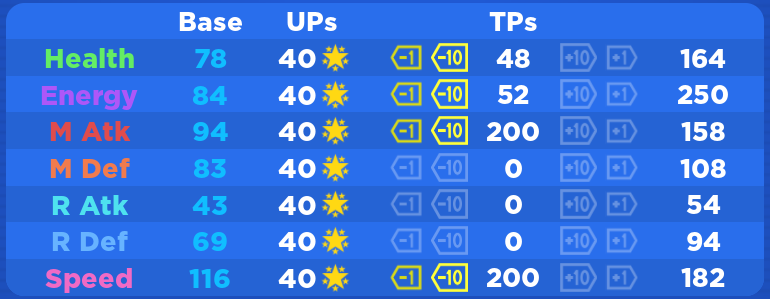 Base UPs TPs
Health 78 40 -1 -10 48 +10 +1 164
Energy 84 40 -1 -10 52 +10 +1 250
M Atk 94 40 -1 -10 200 +10 +1 158
M Def 83 40 -1 -10 0 +10 +1 108
R Atk 43 40 -1 -10 0 +10 +1 54
R Def 69 40 -1 -10 0 +10 +1 94
Speed 116 40 -1 -10 200 +10 +1 182